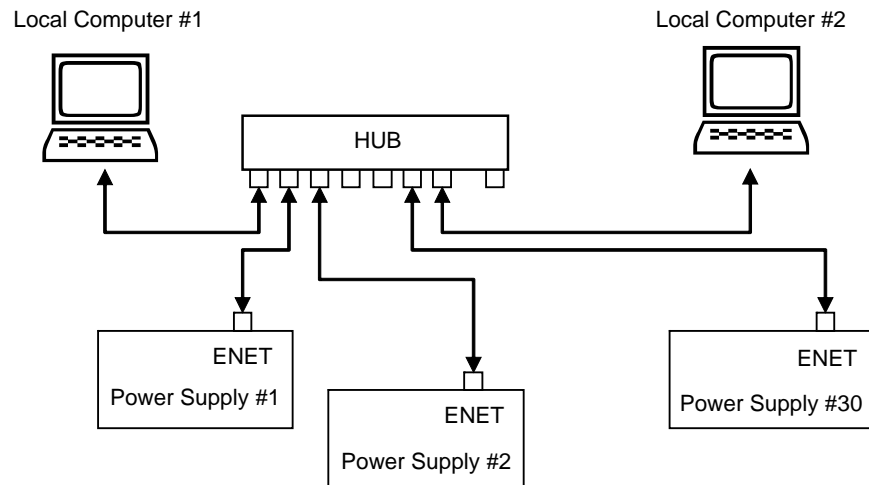 Local Computer #1
Local Computer #2
HUB
ENET
Power Supply #1
ENET
Power Supply #2
ENET
Power Supply #30